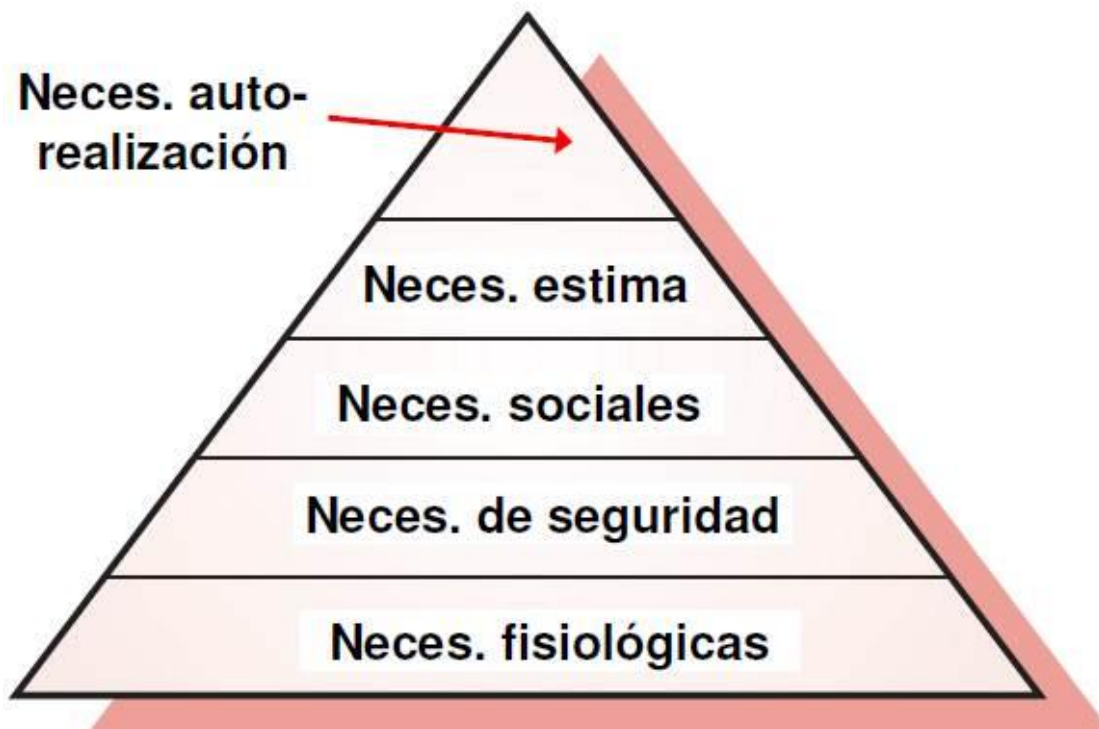 Neces. auto-
realización
Neces. estima
Neces. sociales
Neces. de seguridad
Neces. fisiológicas